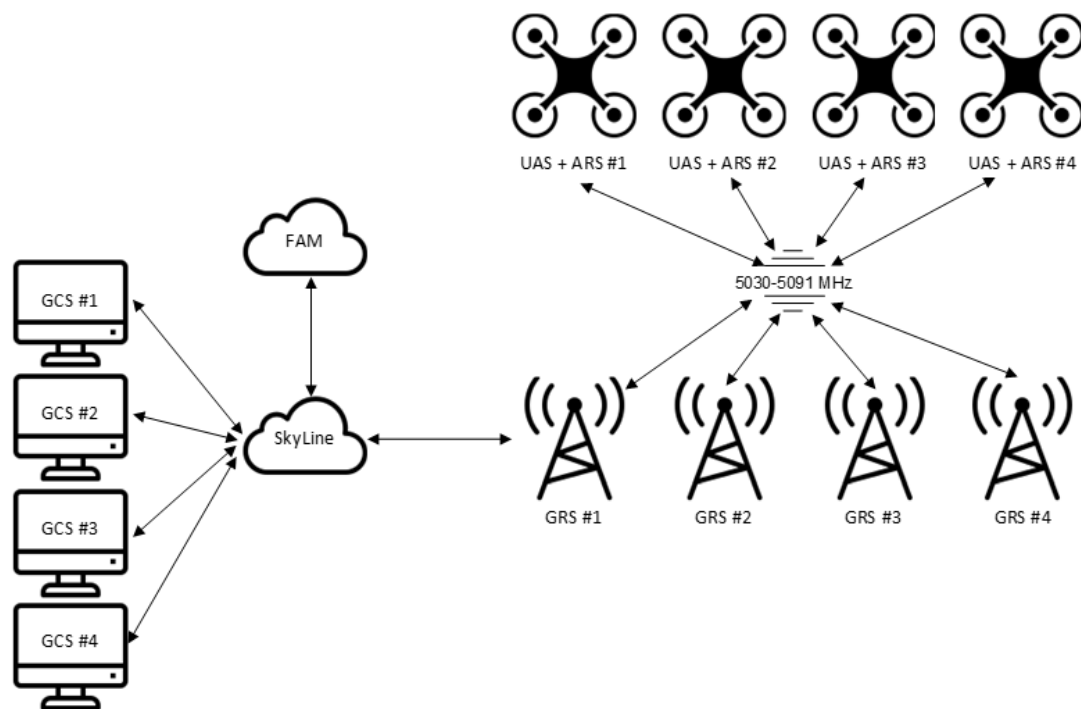 UAS + ARS #1
UAS + ARS #2
UAS + ARS #3
UAS + ARS #4
FAM
5030-5091 MHz
GCS #1
GCS #2
GCS #3
GCS #4
SkyLine
GRS #1
GRS #2
GRS #3
GRS #4